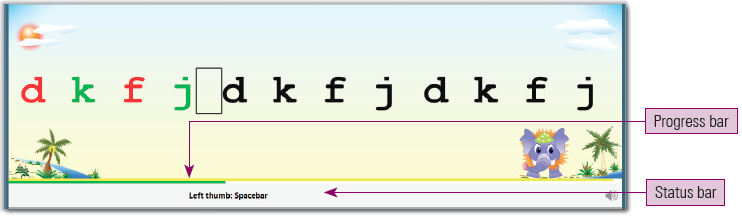 d k f j d k f j d k f j
Progress bar
Left thumb: Spacebar
Status bar